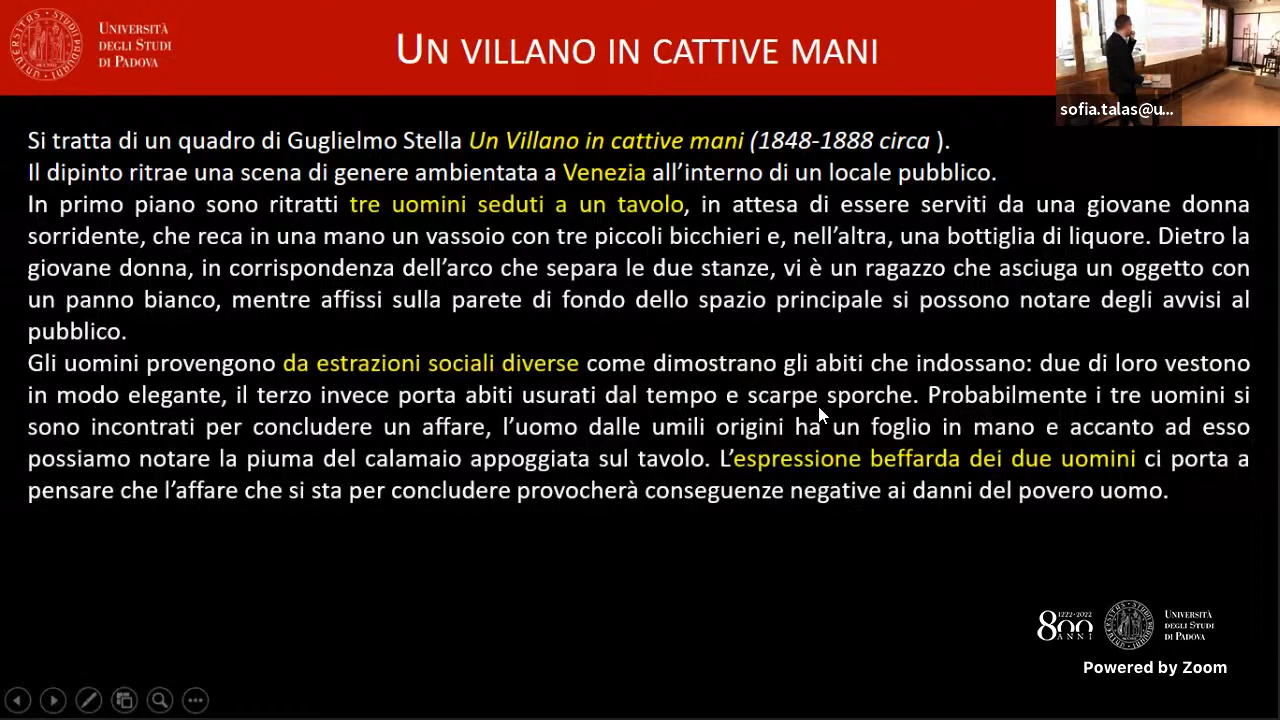 UNIVERSITÀ
DEGLI STUDI
DI PADOVA
UN VILLANO IN CATTIVE MANI
sofia.talas@u...
Si tratta di un quadro di Guglielmo Stella Un Villano in cattive mani (1848-1888 circa ).
Il dipinto ritrae una scena di genere ambientata a Venezia all’interno di un locale pubblico.
In primo piano sono ritratti tre uomini seduti a un tavolo, in attesa di essere serviti da una giovane donna
sorridente, che reca in una mano un vassoio con tre piccoli bicchieri e, nell’altra, una bottiglia di liquore. Dietro la
giovane donna, in corrispondenza dell’arco che separa le due stanze, vi è un ragazzo che asciuga un oggetto con
un panno bianco, mentre affissi sulla parete di fondo dello spazio principale si possono notare degli avvisi al
pubblico.
Gli uomini provengono da estrazioni sociali diverse come dimostrano gli abiti che indossano: due di loro vestono
in modo elegante, il terzo invece porta abiti usurati dal tempo e scarpe sporche. Probabilmente i tre uomini si
sono incontrati per concludere un affare, l’uomo dalle umili origini ha un foglio in mano e accanto ad esso
possiamo notare la piuma del calamaio appoggiata sul tavolo. L’espressione beffarda dei due uomini ci porta a
pensare che l’affare che si sta per concludere provocherà conseguenze negative ai danni del povero uomo.
1222-2022
800
ANNI
UNIVERSITÀ
DEGLI STUDI
DI PADOVA
Powered by Zoom